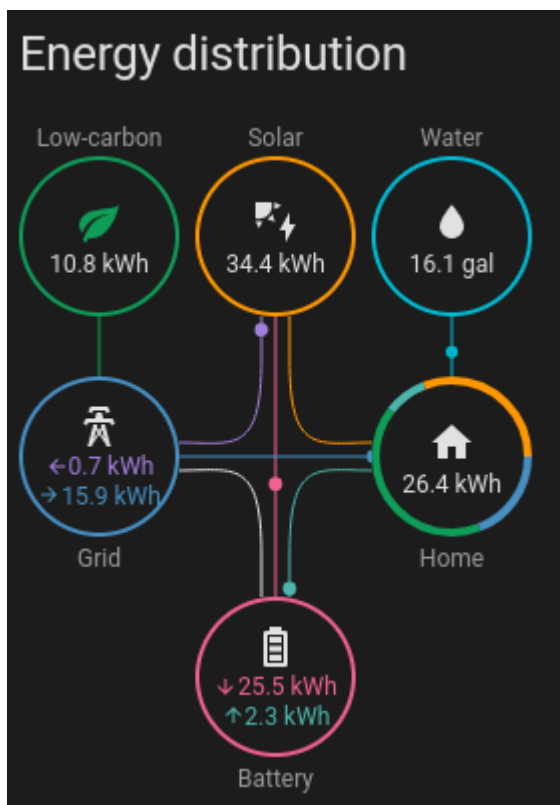 Energy distribution
Low-carbon
Solar
Water
10.8 kWh
34.4 kWh
16.1 gal
←0.7 kWh
→15.9 kWh
26.4 kWh
Grid
Home
↓25.5 kWh
↑2.3 kWh
Battery